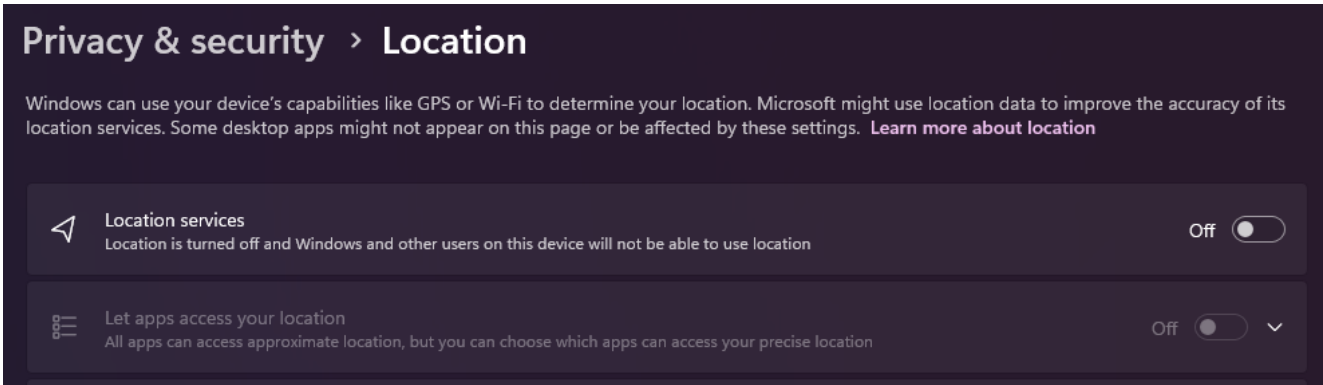 Privacy & security > Location
Windows can use your device’s capabilities like GPS or Wi-Fi to determine your location. Microsoft might use location data to improve the accuracy of its
location services. Some desktop apps might not appear on this page or be affected by these settings. Learn more about location
Location services
Off
Location is turned off and Windows and other users on this device will not be able to use location
Let apps access your location
Off
All apps can access approximate location, but you can choose which apps can access your precise location